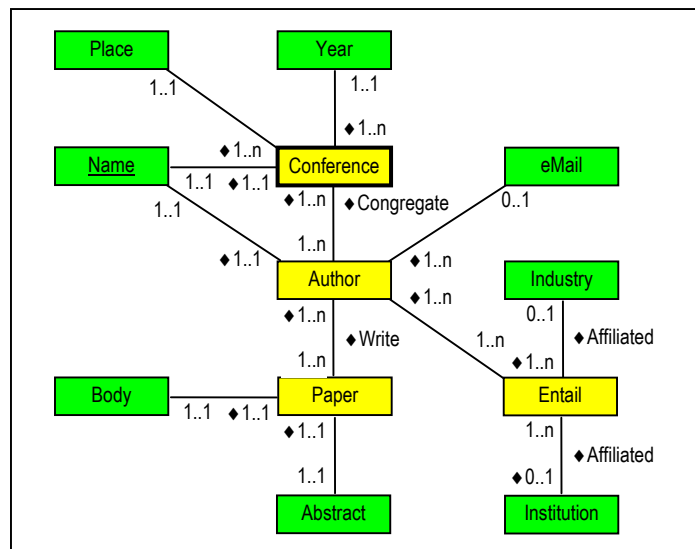 Place
Year
1..1
1..1
♦1..n
♦1..n
Name
Conference
eMail
1..1
♦1..1
♦1..n
♦Congregate
0..1
1..1
1..n
♦1..1
♦1..n
Author
♦1..n
Industry
♦1..n
0..1
♦Write
1..n
♦Affiliated
1..n
♦1..n
Body
Paper
Entail
1..1
♦1..1
♦1..1
1..n
♦Affiliated
1..1
♦0..1
Abstract
Institution